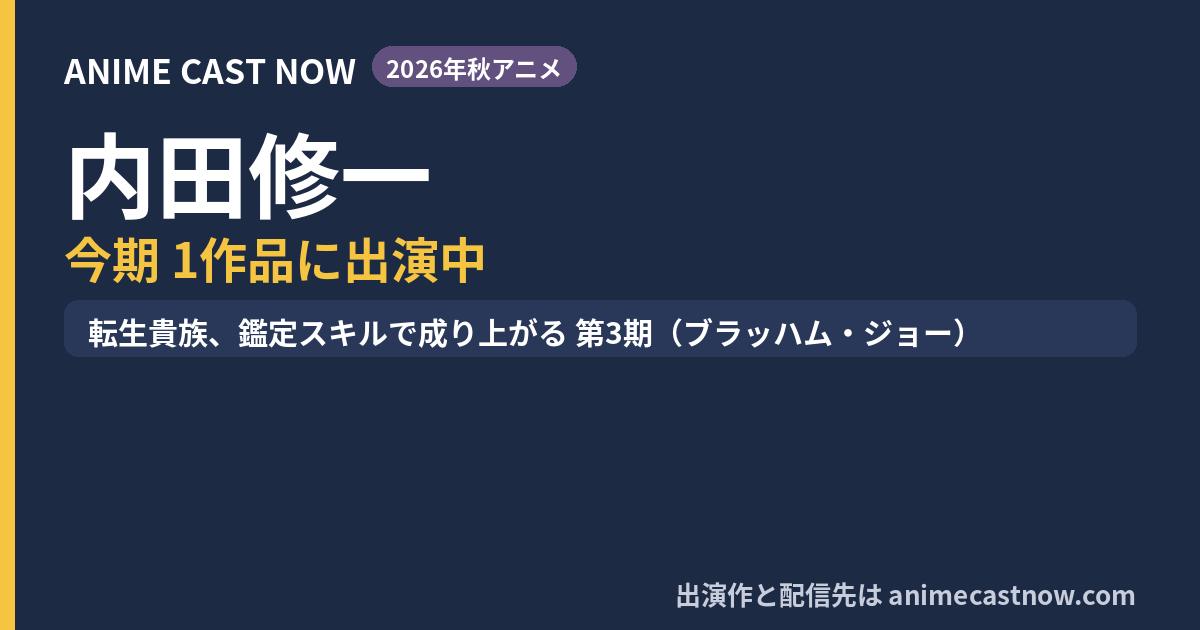 ANIME CAST NOW 2026年秋アニメ
内田修一
今期 1作品に出演中
転生貴族、鑑定スキルで成り上がる 第3期（ブラッハム・ジョー）
出演作と配信先は animecastnow.com